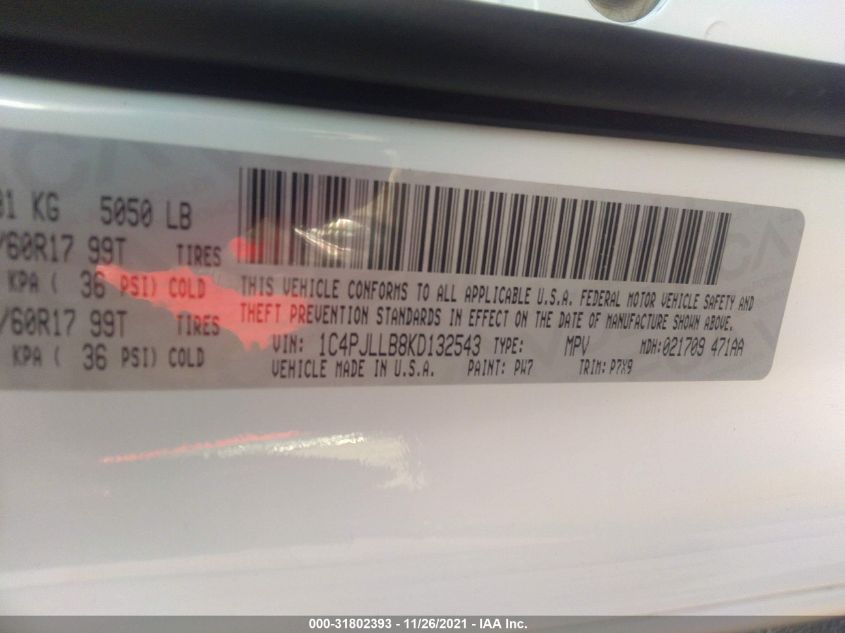 91 KG 5050 LB
/60R17 99T TIRES
KPA ( 36 PSI) COLD
/60R17 99T TIRES
KPA ( 36 PSI) COLD
THIS VEHICLE CONFORMS TO ALL APPLICABLE U.S.A. FEDERAL MOTOR VEHICLE SAFETY AND
THEFT PREVENTION STANDARDS IN EFFECT ON THE DATE OF MANUFACTURE SHOWN ABOVE.
VIN: 1C4PJLLB8KD132543 TYPE: MPV MDH:021709 471AA
VEHICLE MADE IN U.S.A. PAINT: PW7 TRIM: P7X9
000-31802393 - 11/26/2021 - IAA Inc.